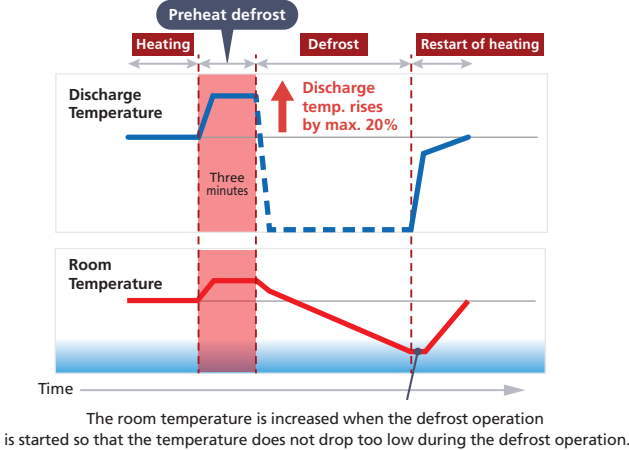 Preheat defrost
Heating
Defrost
Restart of heating
Discharge
Temperature
Discharge
temp. rises
by max. 20%
Three
minutes
Room
Temperature
Time
The room temperature is increased when the defrost operation
is started so that the temperature does not drop too low during the defrost operation.